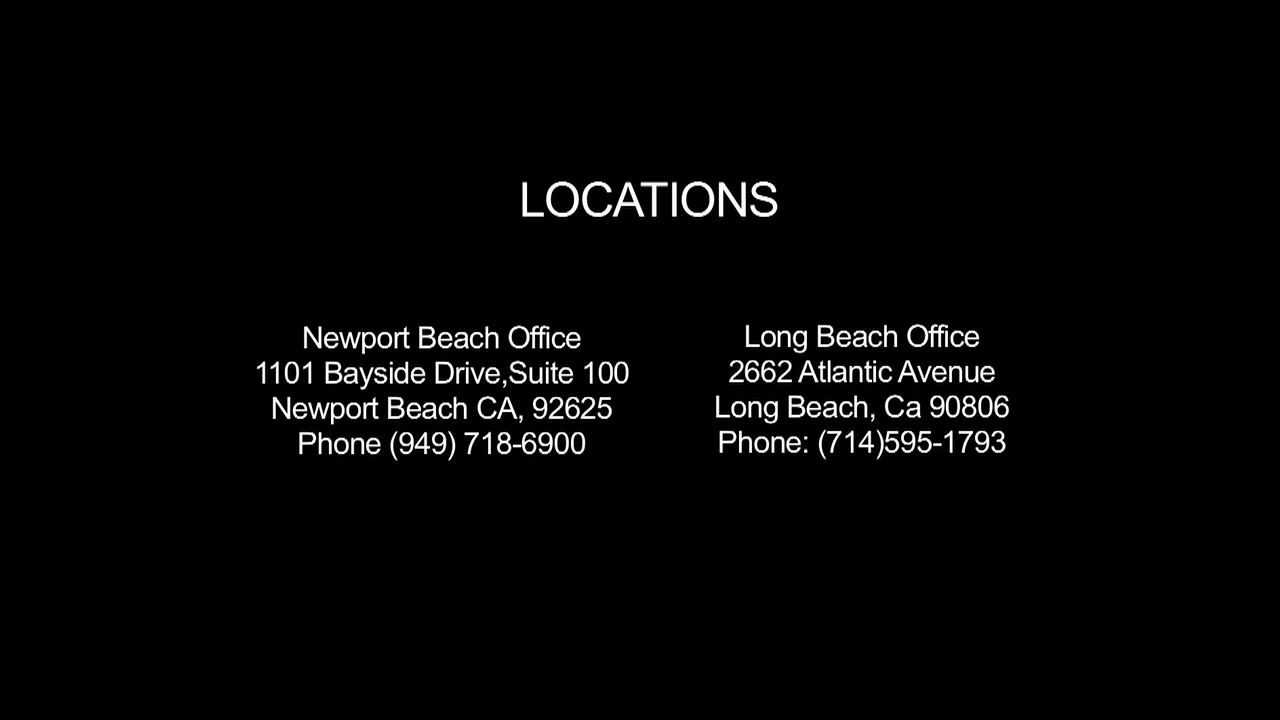 LOCATIONS
Newport Beach Office
1101 Bayside Drive,Suite 100
Newport Beach CA, 92625
Phone (949) 718-6900
Long Beach Office
2662 Atlantic Avenue
Long Beach, Ca 90806
Phone: (714)595-1793